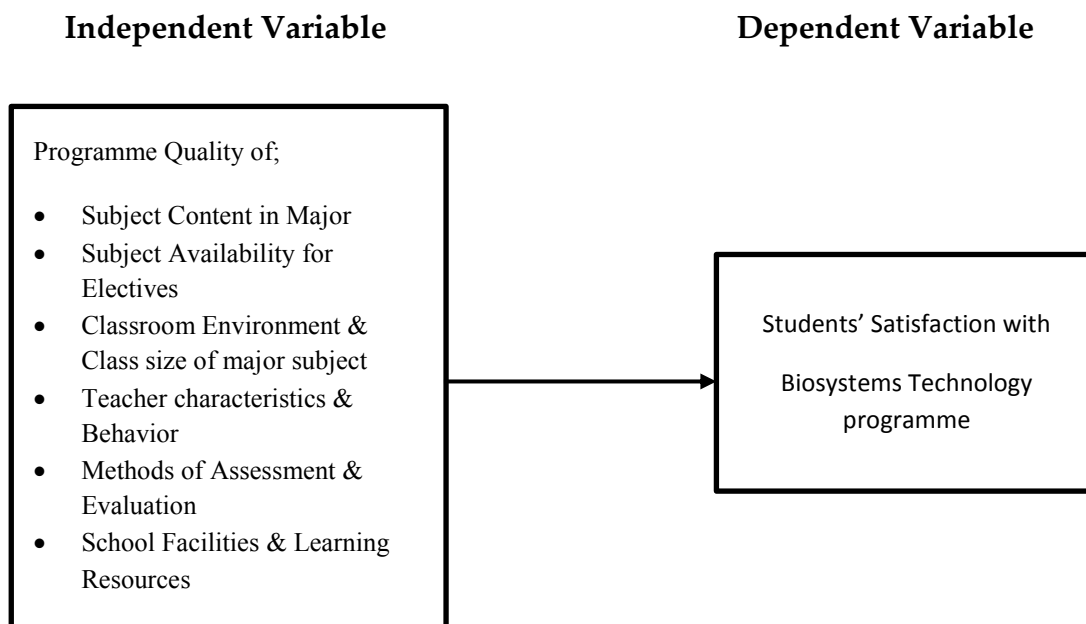 Independent Variable
Dependent Variable
Programme Quality of;
• Subject Content in Major
• Subject Availability for
Electives
• Classroom Environment &
Class size of major subject
• Teacher characteristics &
Behavior
• Methods of Assessment &
Evaluation
• School Facilities & Learning
Resources
Students’ Satisfaction with
Biosystems Technology
programme